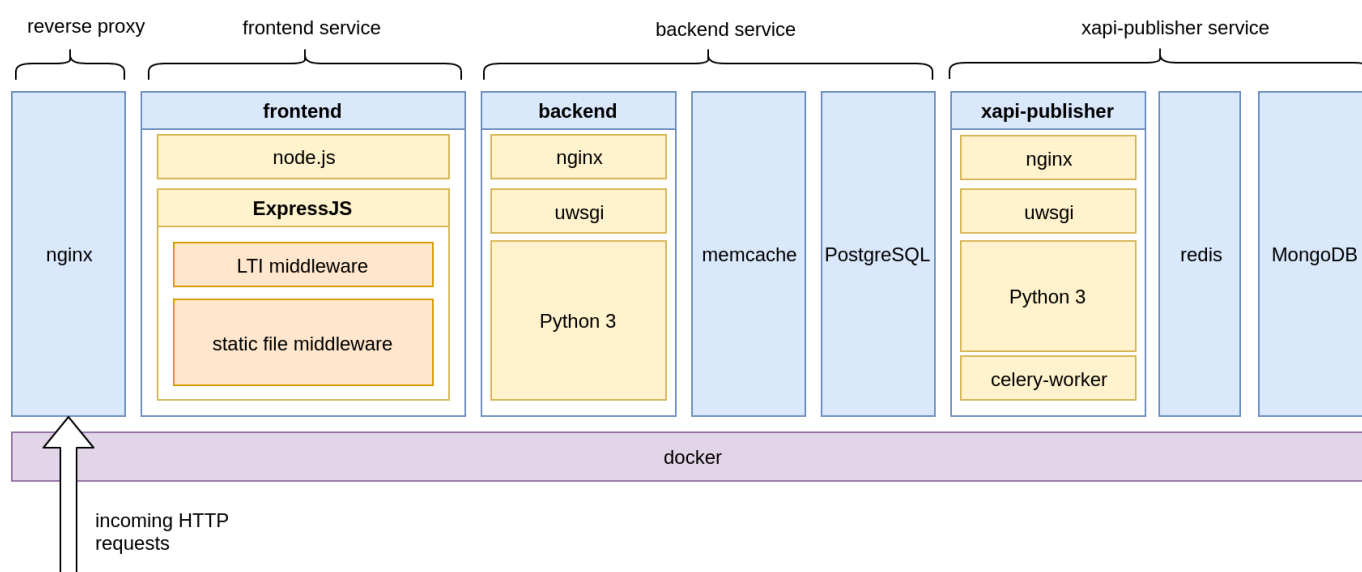 reverse proxy
frontend service
backend service
xapi-publisher service
nginx
frontend
node.js
ExpressJS
LTI middleware
static file middleware
backend
nginx
uwsgi
Python 3
memcache
PostgreSQL
xapi-publisher
nginx
uwsgi
Python 3
celery-worker
redis
MongoDB
docker
incoming HTTP
requests